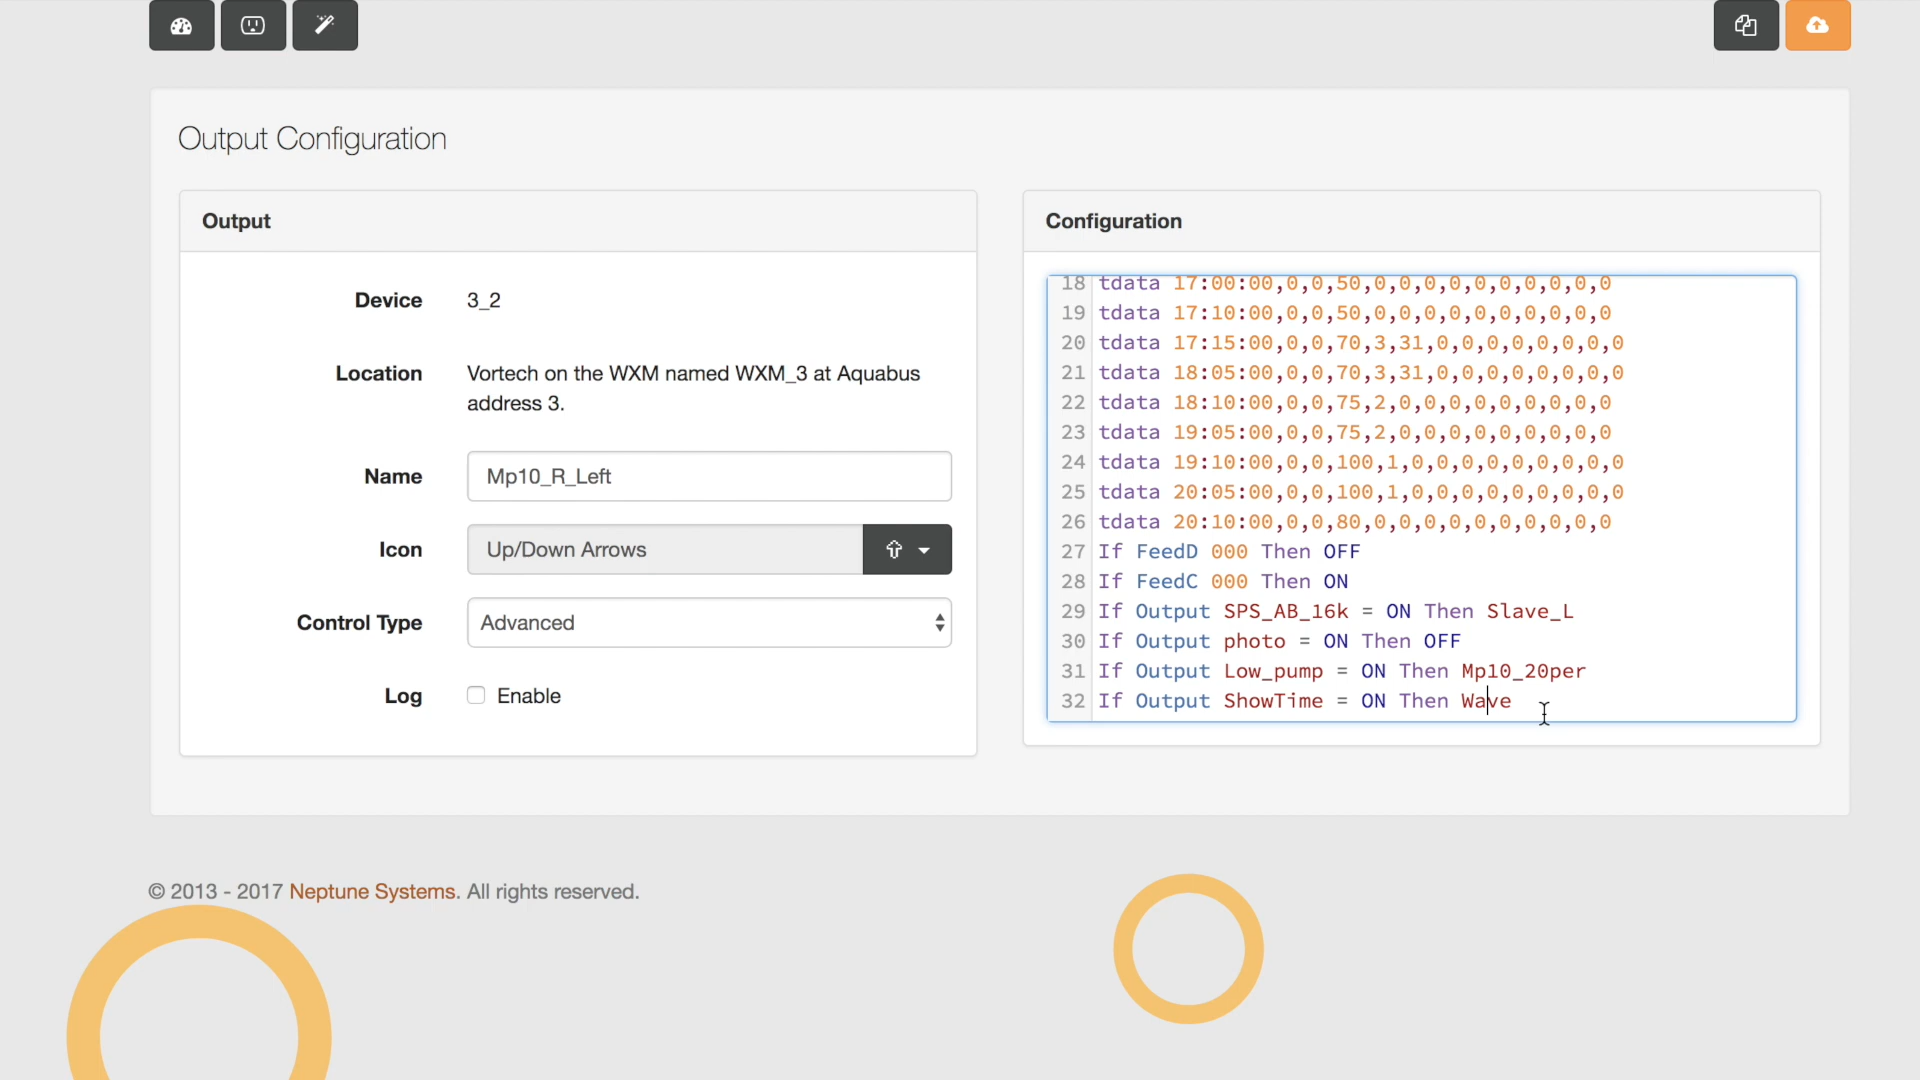 Output Configuration
Output
Device 3_2
Location Vortech on the WXM named WXM_3 at Aquabus
address 3.
Name Mp10_R_Left
Icon Up/Down Arrows
Control Type Advanced
Log Enable
Configuration
18 tdata 17:00:00,0,0,50,0,0,0,0,0,0,0,0,0,0
19 tdata 17:10:00,0,0,50,0,0,0,0,0,0,0,0,0,0
20 tdata 17:15:00,0,0,70,3,31,0,0,0,0,0,0,0,0
21 tdata 18:05:00,0,0,70,3,31,0,0,0,0,0,0,0,0
22 tdata 18:10:00,0,0,75,2,0,0,0,0,0,0,0,0,0
23 tdata 19:05:00,0,0,75,2,0,0,0,0,0,0,0,0,0
24 tdata 19:10:00,0,0,100,1,0,0,0,0,0,0,0,0,0
25 tdata 20:05:00,0,0,100,1,0,0,0,0,0,0,0,0,0
26 tdata 20:10:00,0,0,80,0,0,0,0,0,0,0,0,0,0
27 If FeedD 000 Then OFF
28 If FeedC 000 Then ON
29 If Output SPS_AB_16k = ON Then Slave_L
30 If Output photo = ON Then OFF
31 If Output Low_pump = ON Then Mp10_20per
32 If Output ShowTime = ON Then Wave
© 2013 - 2017 Neptune Systems. All rights reserved.